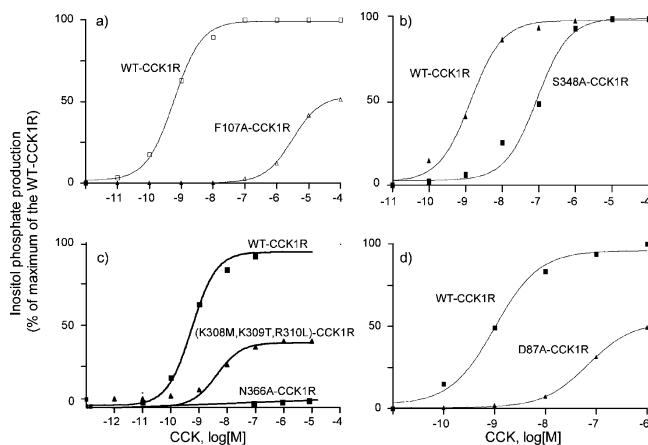 Inositol phosphate production
(% of maximum of the WT-CCK1R)
a)
100
50
0
WT-CCK1R
F107A-CCK1R
-11 -10 -9 -8 -7 -6 -5 -4
b)
100
50
0
WT-CCK1R
S348A-CCK1R
-11 -10 -9 -8 -7 -6 -5 -4
c)
100
50
0
WT-CCK1R
(K308M,K309T,R310L)-CCK1R
N366A-CCK1R
-13 -12 -11 -10 -9 -8 -7 -6 -5 -4
CCK, log[M]
d)
100
50
0
WT-CCK1R
D87A-CCK1R
-10 -9 -8 -7 -6
CCK, log[M]